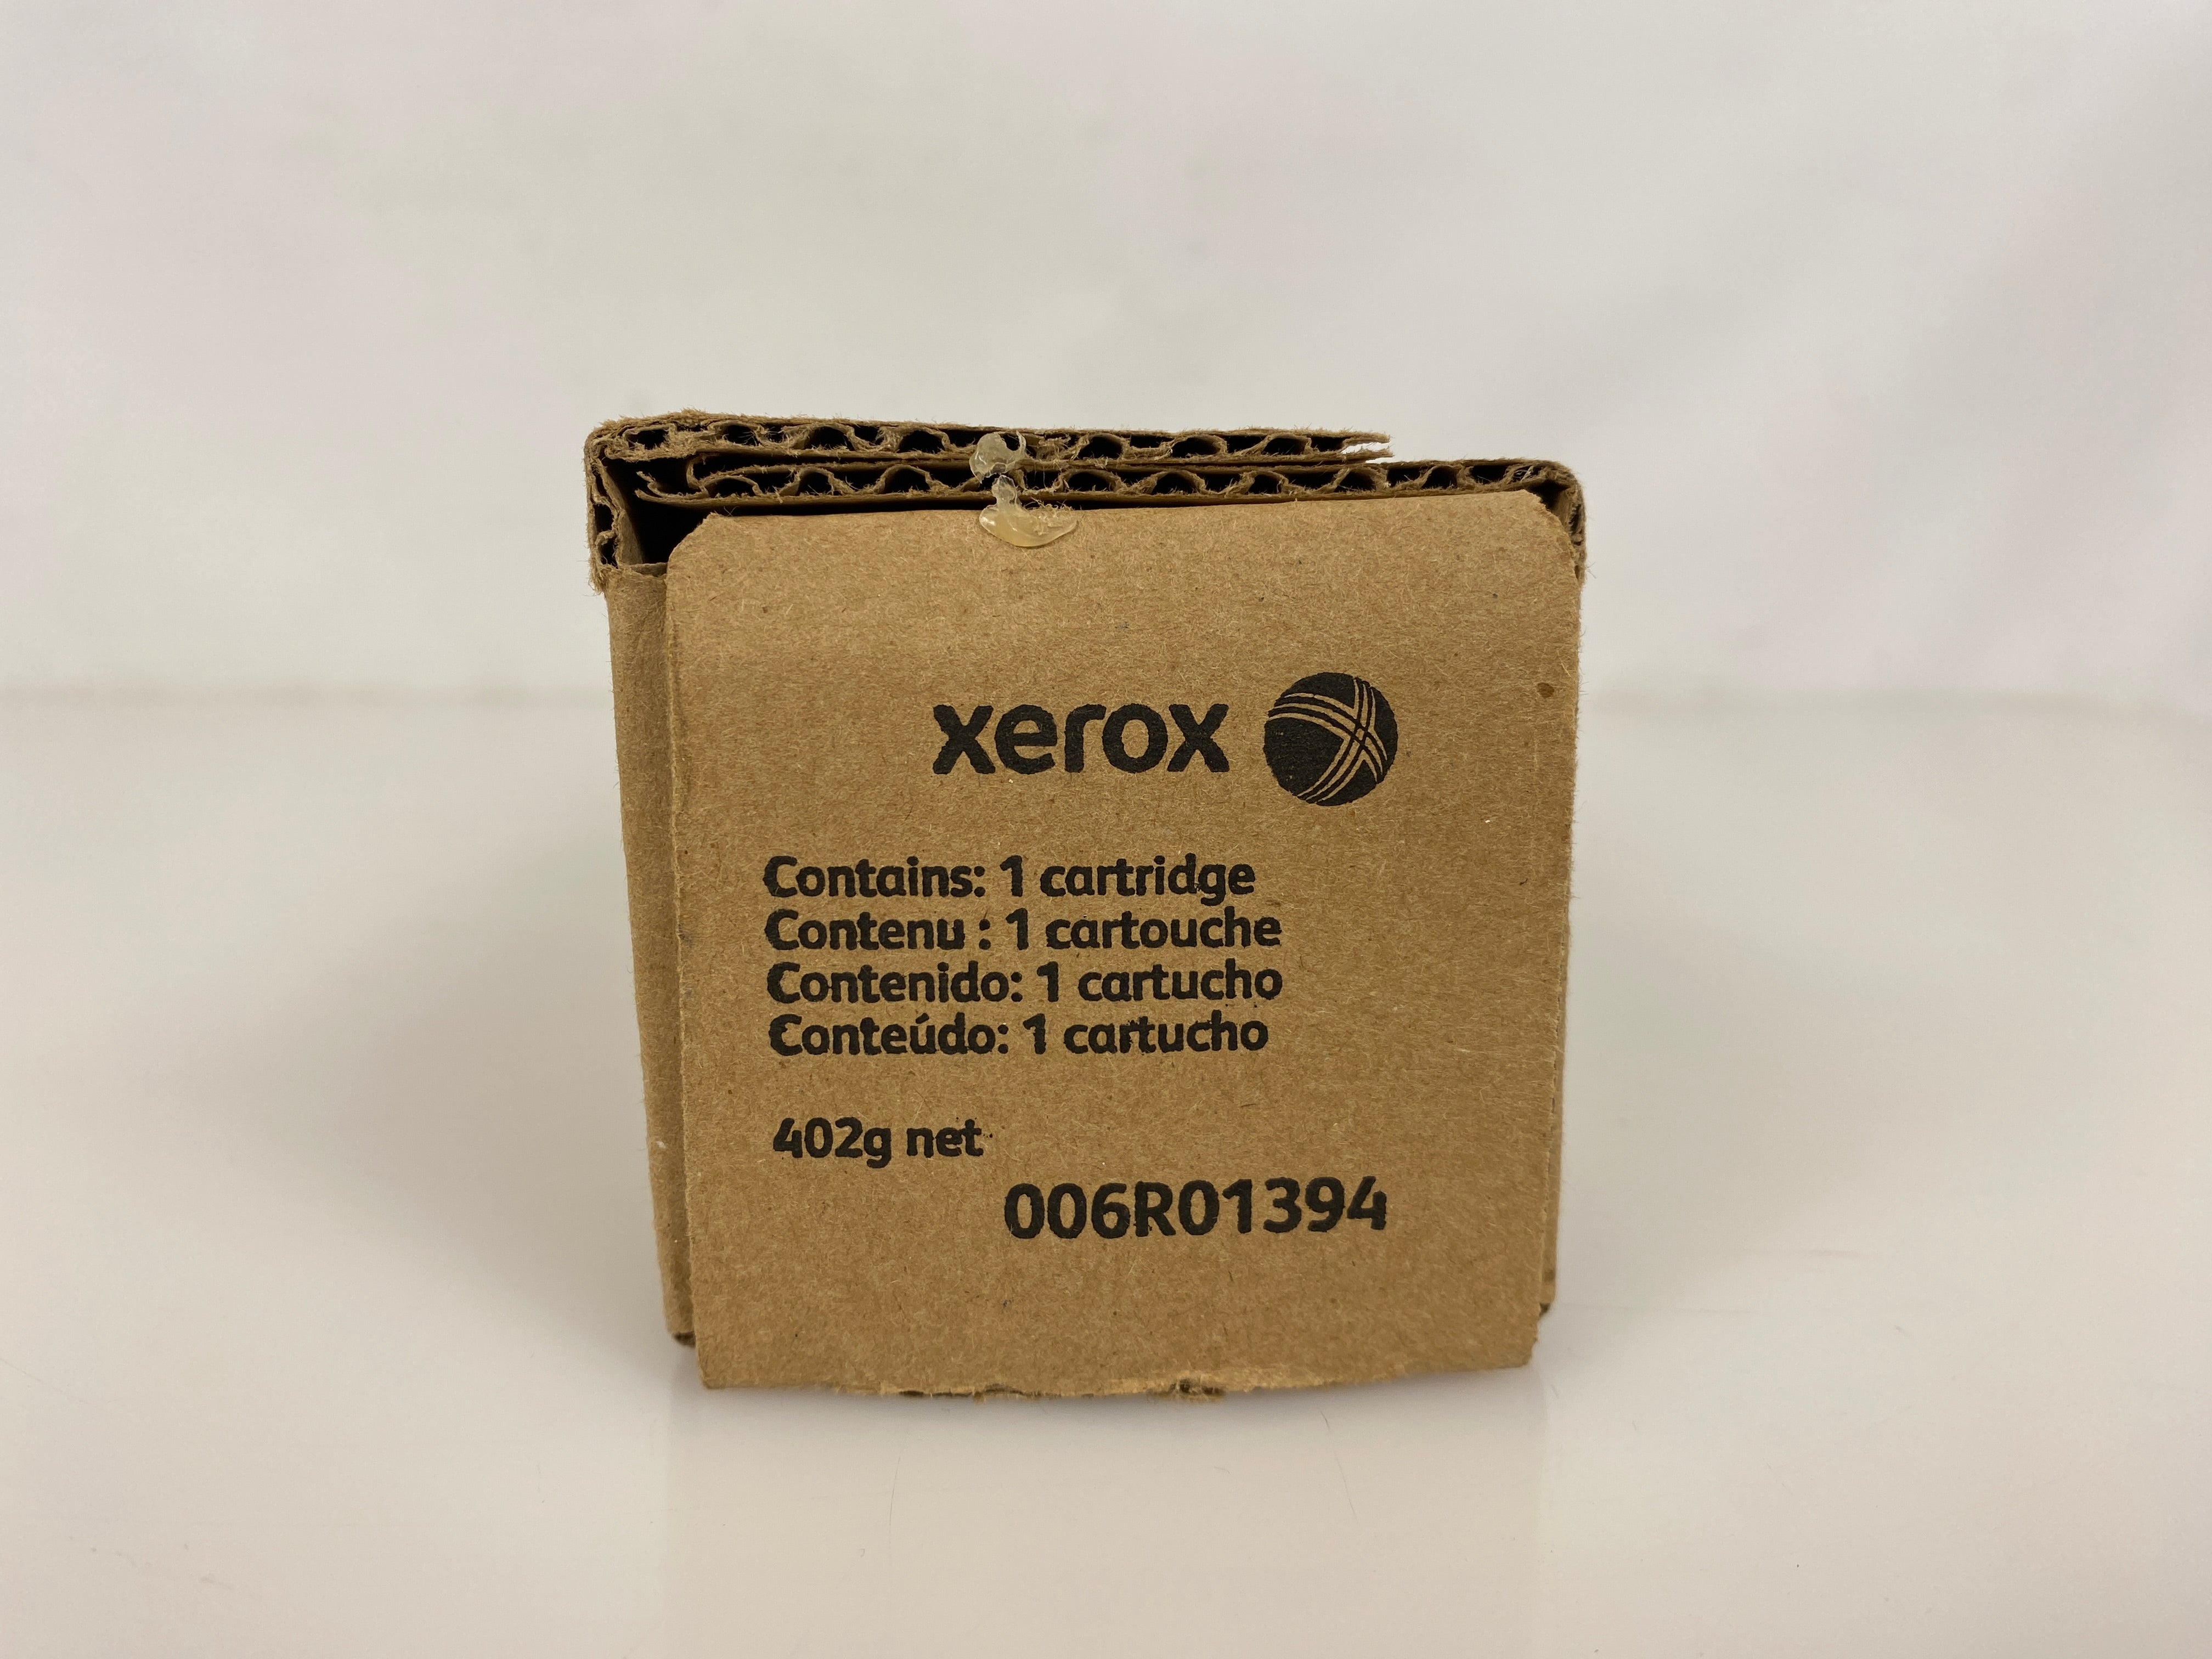 xerox
Contains: 1 cartridge
Contenu : 1 cartouche
Contenido: 1 cartucho
Conteúdo: 1 cartucho
402g net
006R01394